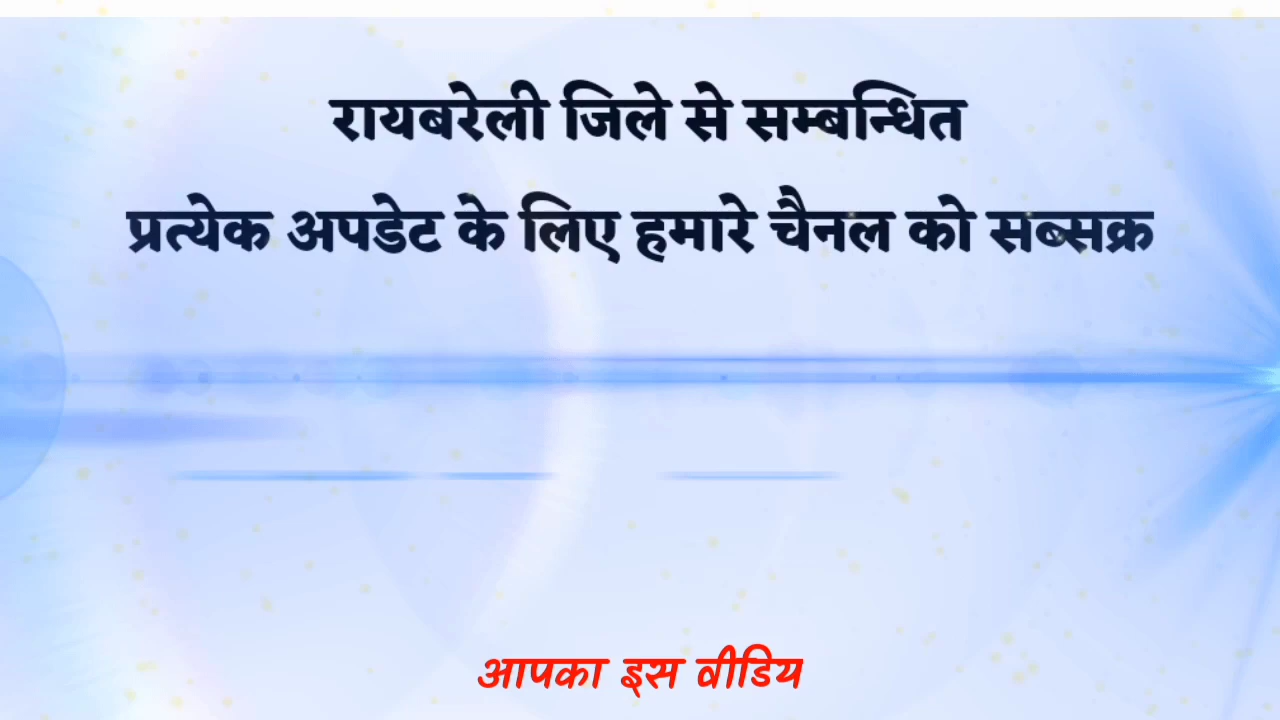 रायबरेली जिले से सम्बन्धित
प्रत्येक अपडेट के लिए हमारे चैनल को सब्सक्र
आपका इस वीडिय